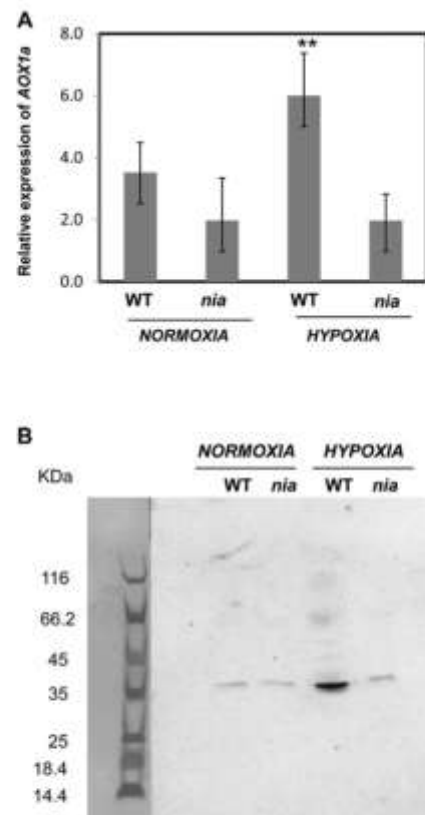 A
Relative expression of AOX1a
8.0
6.0
4.0
2.0
0.0
**
WT nia WT nia
NORMOXIA HYPOXIA
B
NORMOXIA HYPOXIA
KDa WT nia WT nia
116
66.2
45
35
25
18.4
14.4